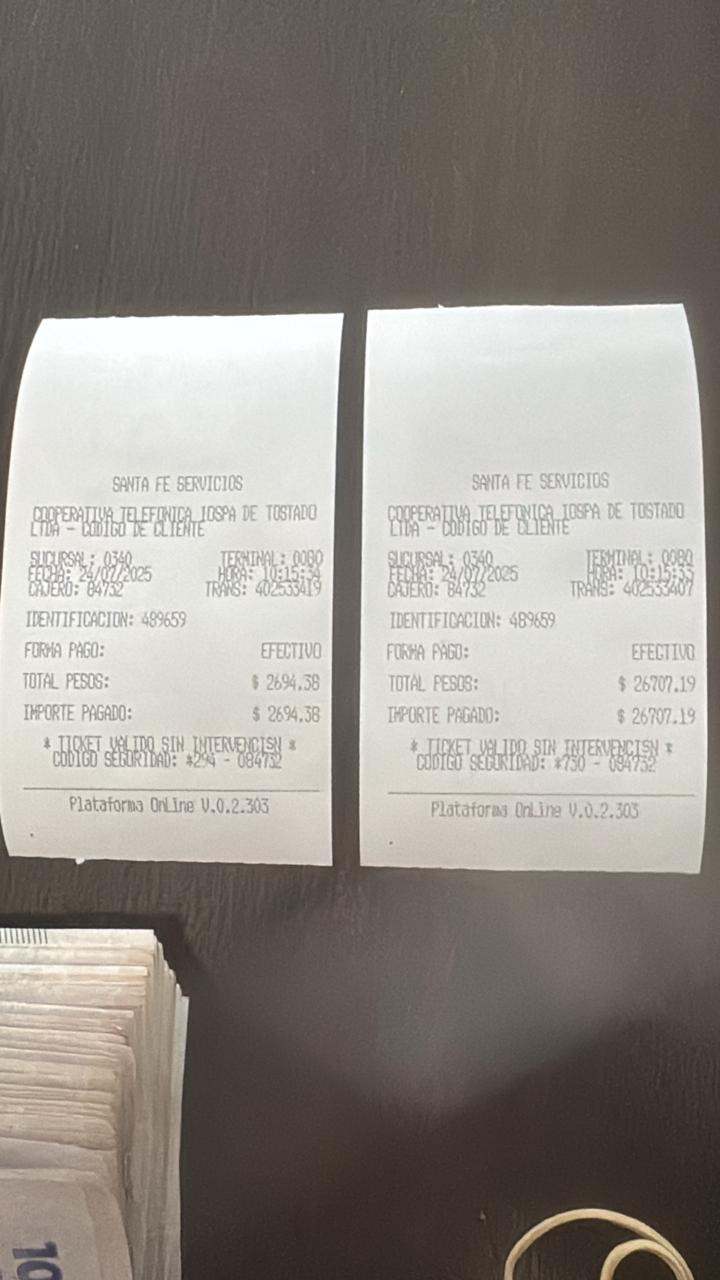 SANTA FE SERVICIOS
COOPERATIVA TELEFONICA IOSPA DE TOSTADO
LTDA - CODIGO DE CLIENTE
SUCURSAL: 0340 TERMINAL: 0080
FECHA: 24/07/2025 HORA: 10:15:34
CAJERO: 84732 TRANS: 402533419
IDENTIFICACION: 489659
FORMA PAGO: EFECTIVO
TOTAL PESOS: $ 2694.38
IMPORTE PAGADO: $ 2694.38
* TICKET VALIDO SIN INTERVENCISN *
CODIGO SEGURIDAD: *294 - 084732
Plataforma OnLine V.0.2.303
SANTA FE SERVICIOS
COOPERATIVA TELEFONICA IOSPA DE TOSTADO
LTDA - CODIGO DE CLIENTE
SUCURSAL: 0340 TERMINAL: 0080
FECHA: 24/07/2025 HORA: 10:15:33
CAJERO: 84732 TRANS: 402533407
IDENTIFICACION: 489659
FORMA PAGO: EFECTIVO
TOTAL PESOS: $ 26707.19
IMPORTE PAGADO: $ 26707.19
* TICKET VALIDO SIN INTERVENCISN *
CODIGO SEGURIDAD: *730 - 084732
Plataforma OnLine V.0.2.303
10